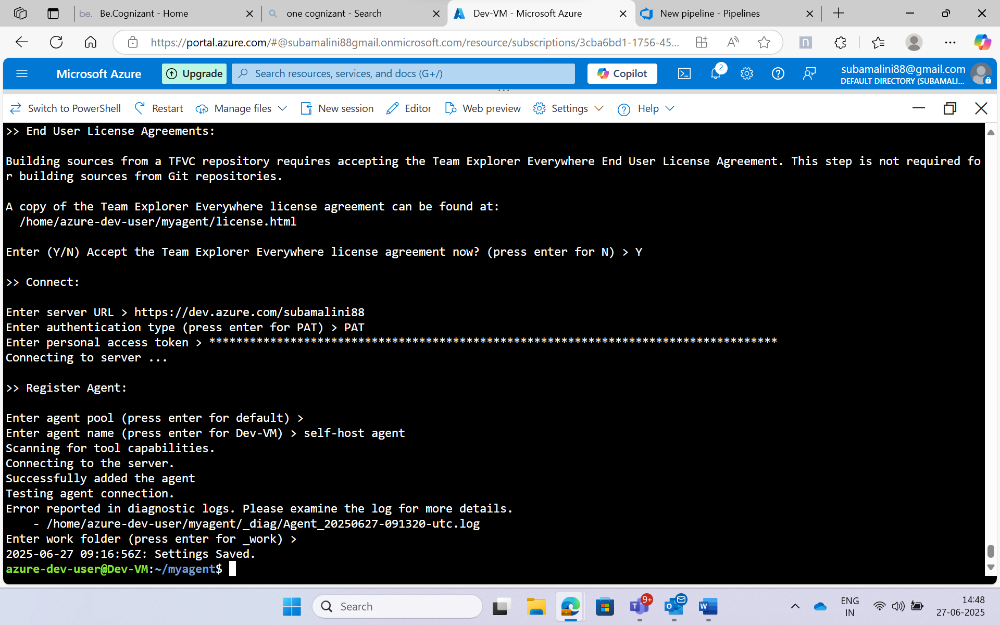 be. Be.Cognizant - Home
one cognizant - Search
Dev-VM - Microsoft Azure
New pipeline - Pipelines
https://portal.azure.com/#@subamalini88gmail.onmicrosoft.com/resource/subscriptions/3cba6bd1-1756-45...
n
Microsoft Azure
Upgrade
Search resources, services, and docs (G+/)
Copilot
2
subamalini88@gmail.com
DEFAULT DIRECTORY (SUBAMALI...
Switch to PowerShell
Restart
Manage files
New session
Editor
Web preview
Settings
Help
>> End User License Agreements:
Building sources from a TFVC repository requires accepting the Team Explorer Everywhere End User License Agreement. This step is not required fo
r building sources from Git repositories.
A copy of the Team Explorer Everywhere license agreement can be found at:
/home/azure-dev-user/myagent/license.html
Enter (Y/N) Accept the Team Explorer Everywhere license agreement now? (press enter for N) > Y
>> Connect:
Enter server URL > https://dev.azure.com/subamalini88
Enter authentication type (press enter for PAT) > PAT
Enter personal access token > ************************************************************************************
Connecting to server ...
>> Register Agent:
Enter agent pool (press enter for default) >
Enter agent name (press enter for Dev-VM) > self-host agent
Scanning for tool capabilities.
Connecting to the server.
Successfully added the agent
Testing agent connection.
Error reported in diagnostic logs. Please examine the log for more details.
- /home/azure-dev-user/myagent/_diag/Agent_20250627-091320-utc.log
Enter work folder (press enter for _work) >
2025-06-27 09:16:56Z: Settings Saved.
azure-dev-user@Dev-VM:~/myagent$
Search
9+
ENG
IN
14:48
27-06-2025